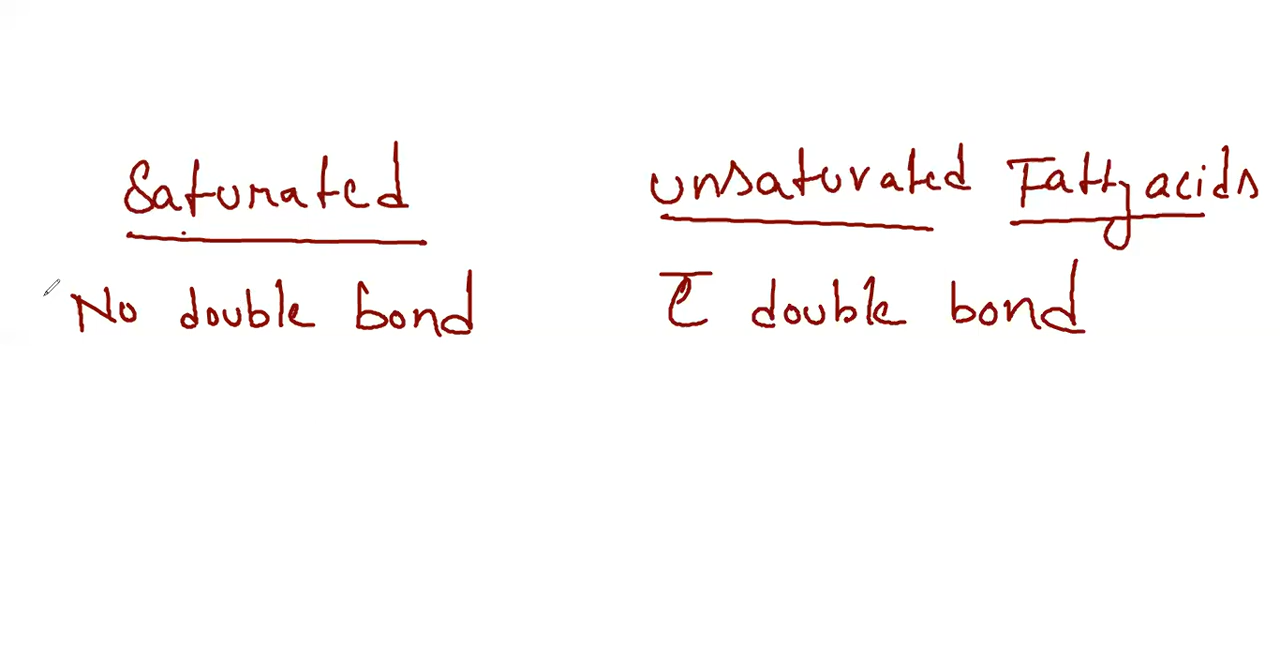 Saturated unsaturated Fatty acids
No double bond c̅ double bond